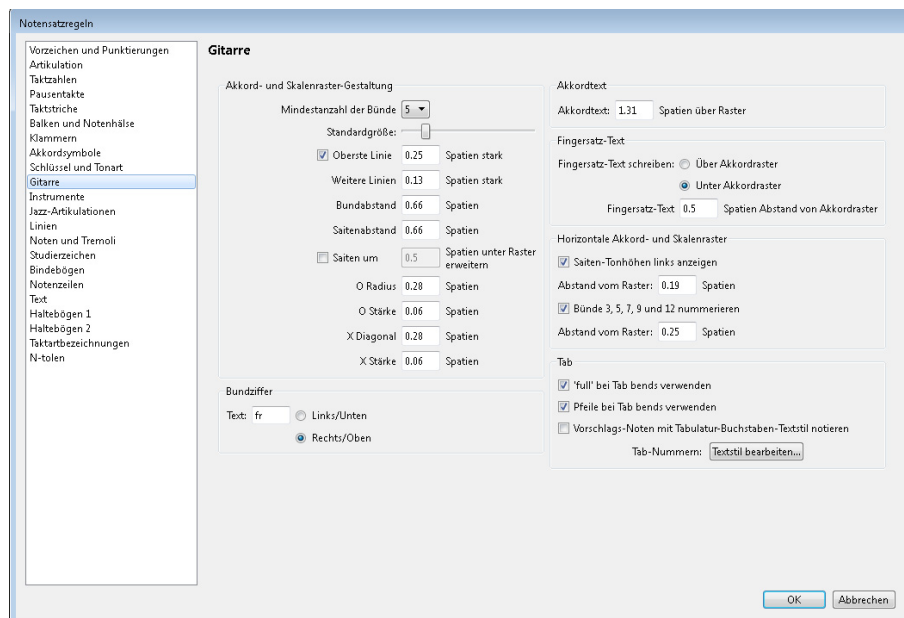 Notensatzregeln
Vorzeichen und Punktierungen
Artikulation
Taktzahlen
Pausentakte
Taktstriche
Balken und Notenhälse
Klammern
Akkordsymbole
Schlüssel und Tonart
Gitarre
Instrumente
Jazz-Artikulationen
Linien
Noten und Tremoli
Studierzeichen
Bindebögen
Notenzeilen
Text
Haltebögen 1
Haltebögen 2
Taktartbezeichnungen
N-tolen
Gitarre
Akkord- und Skalenraster-Gestaltung
Mindestanzahl der Bünde 5
Standardgröße:
Oberste Linie 0.25 Spatien stark
Weitere Linien 0.13 Spatien stark
Bundabstand 0.66 Spatien
Saitenabstand 0.66 Spatien
Saiten um 0.5 Spatien unter Raster
erweitern
O Radius 0.28 Spatien
O Stärke 0.06 Spatien
X Diagonal 0.28 Spatien
X Stärke 0.06 Spatien
Bundziffer
Text: fr Links/Unten
Rechts/Oben
Akkordtext
Akkordtext: 1.31 Spatien über Raster
Fingersatz-Text
Fingersatz-Text schreiben: Über Akkordraster
Unter Akkordraster
Fingersatz-Text 0.5 Spatien Abstand von Akkordraster
Horizontale Akkord- und Skalenraster
Saiten-Tonhöhen links anzeigen
Abstand vom Raster: 0.19 Spatien
Bünde 3, 5, 7, 9 und 12 nummerieren
Abstand vom Raster: 0.25 Spatien
Tab
'full' bei Tab bends verwenden
Pfeile bei Tab bends verwenden
Vorschlags-Noten mit Tabulatur-Buchstaben-Textstil notieren
Tab-Nummern: Textstil bearbeiten...
OK Abbrechen